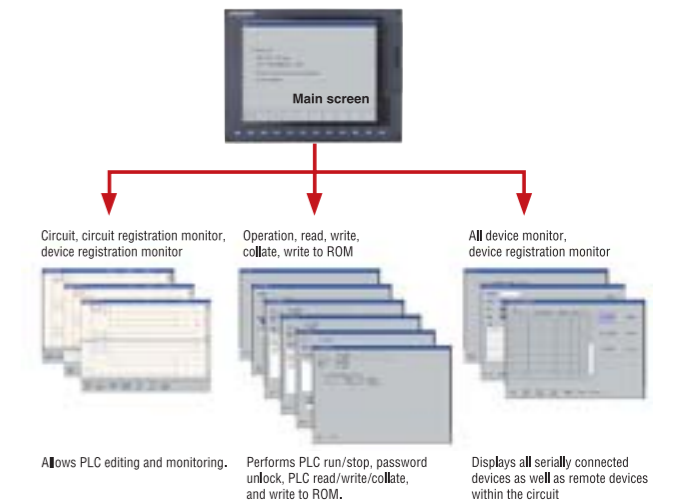 Main screen
Circuit, circuit registration monitor,
device registration monitor
Operation, read, write,
collate, write to ROM
All device monitor,
device registration monitor
Allows PLC editing and monitoring.
Performs PLC run/stop, password
unlock, PLC read/write/collate,
and write to ROM.
Displays all serially connected
devices as well as remote devices
within the circuit